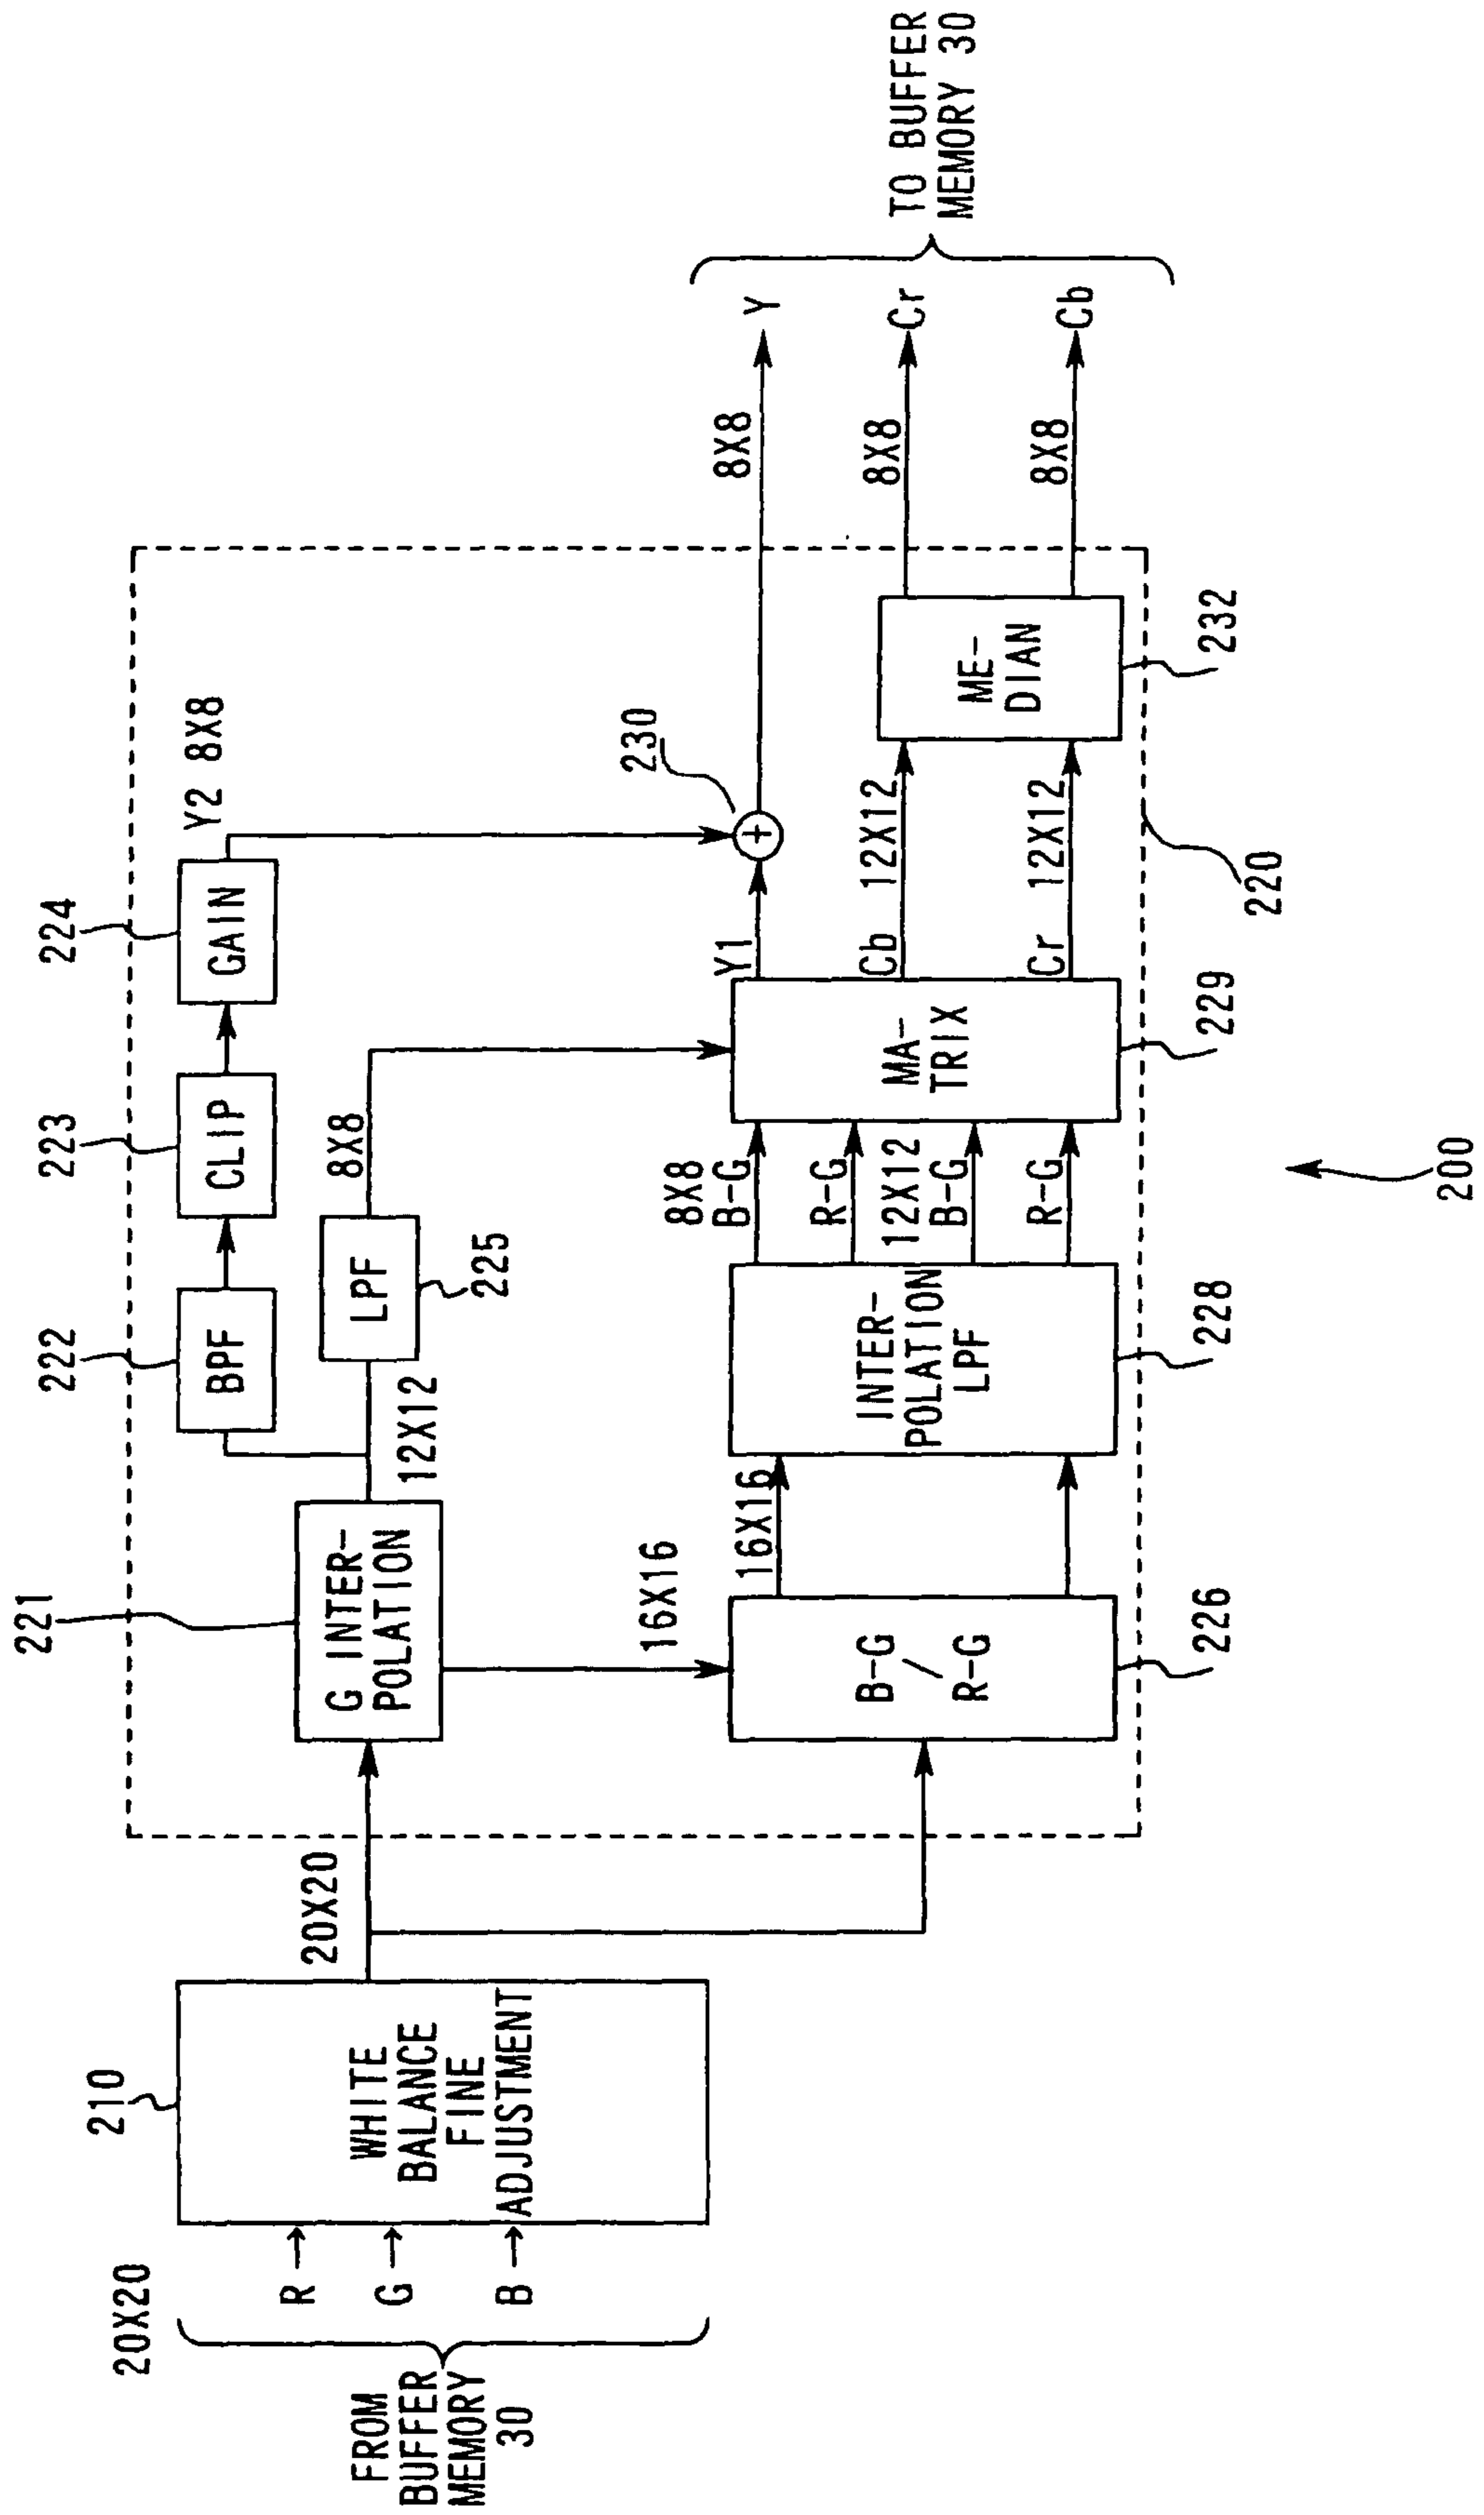 20X20
FROM
BUFFER
MEMORY
30
R
G
B
210
WHITE
BALANCE
FINE
ADJUSTMENT
20X20
221
G INTER-
POLATION
12X12
16X16
222
BPF
223
CLIP
224
GAIN
Y2 8X8
LPF
225
8X8
B-G
/
R-G
226
16X16
INTER-
POLATION
LPF
228
8X8
B-G
R-G
12X12
B-G
R-G
MA-
TRIX
229
Y1
Cb 12X12
Cr 12X12
230
ME-
DIAN
232
220
8X8
Y
8X8
Cr
8X8
Cb
TO BUFFER
MEMORY 30
200